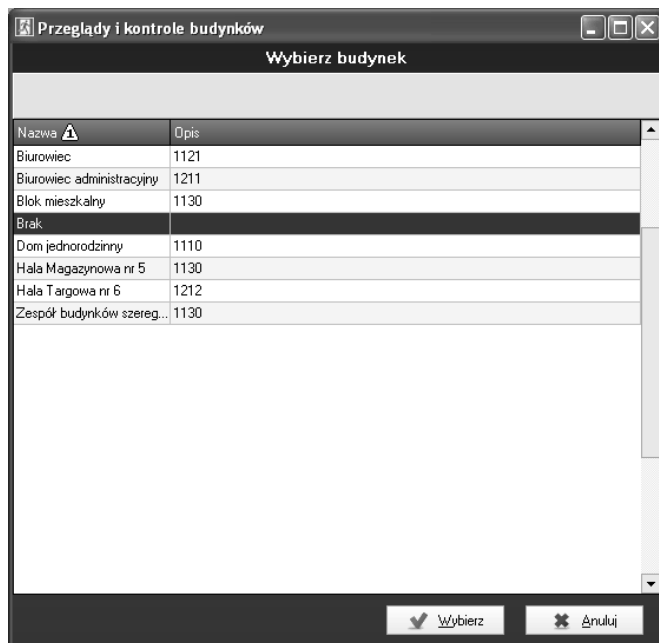 Przeglądy i kontrole budynków
Wybierz budynek
Nazwa 1 Opis
Biurowiec 1121
Biurowiec administracyjny 1211
Blok mieszkalny 1130
Brak
Dom jednorodzinny 1110
Hala Magazynowa nr 5 1130
Hala Targowa nr 6 1212
Zespół budynków szereg... 1130
Wybierz Anuluj